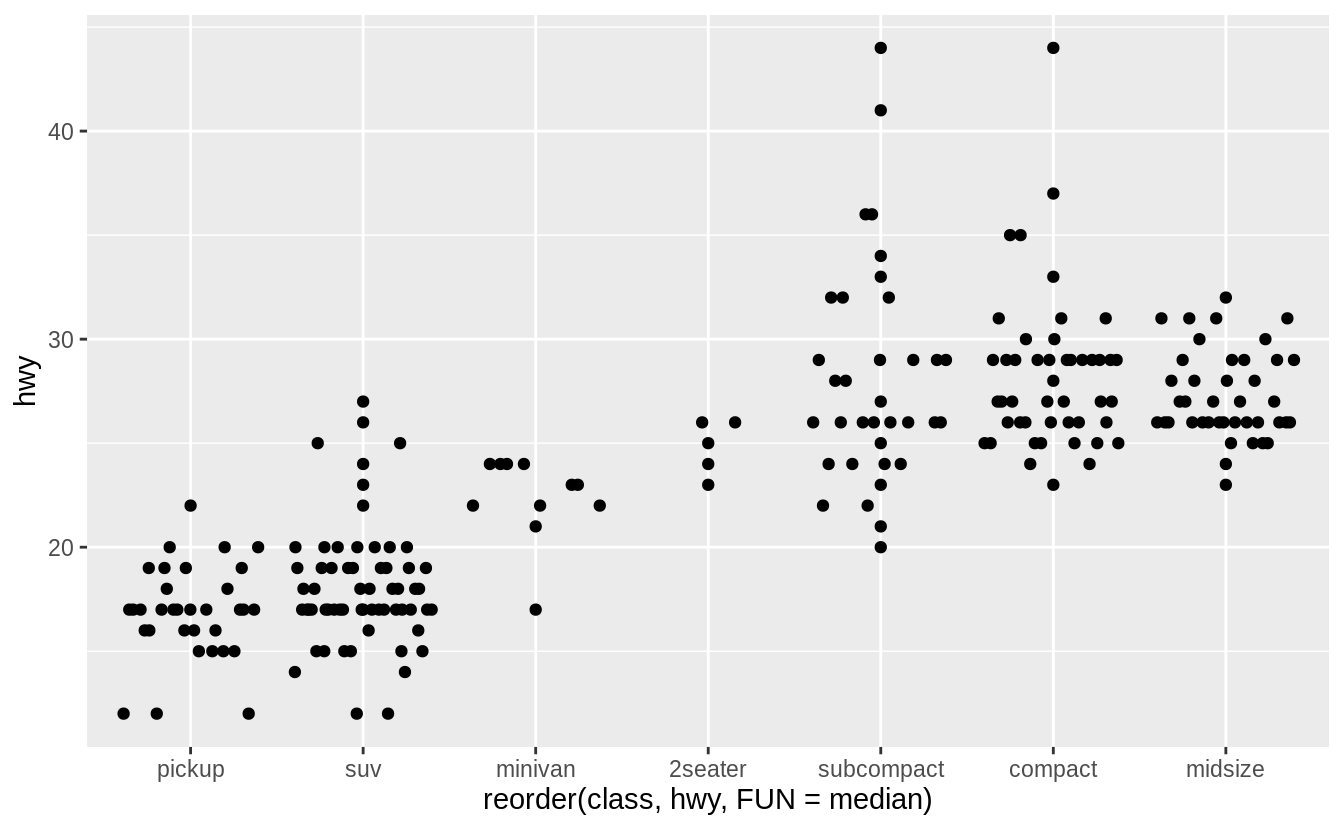 hwy
40
30
20
pickup suv minivan 2seater subcompact compact midsize
reorder(class, hwy, FUN = median)